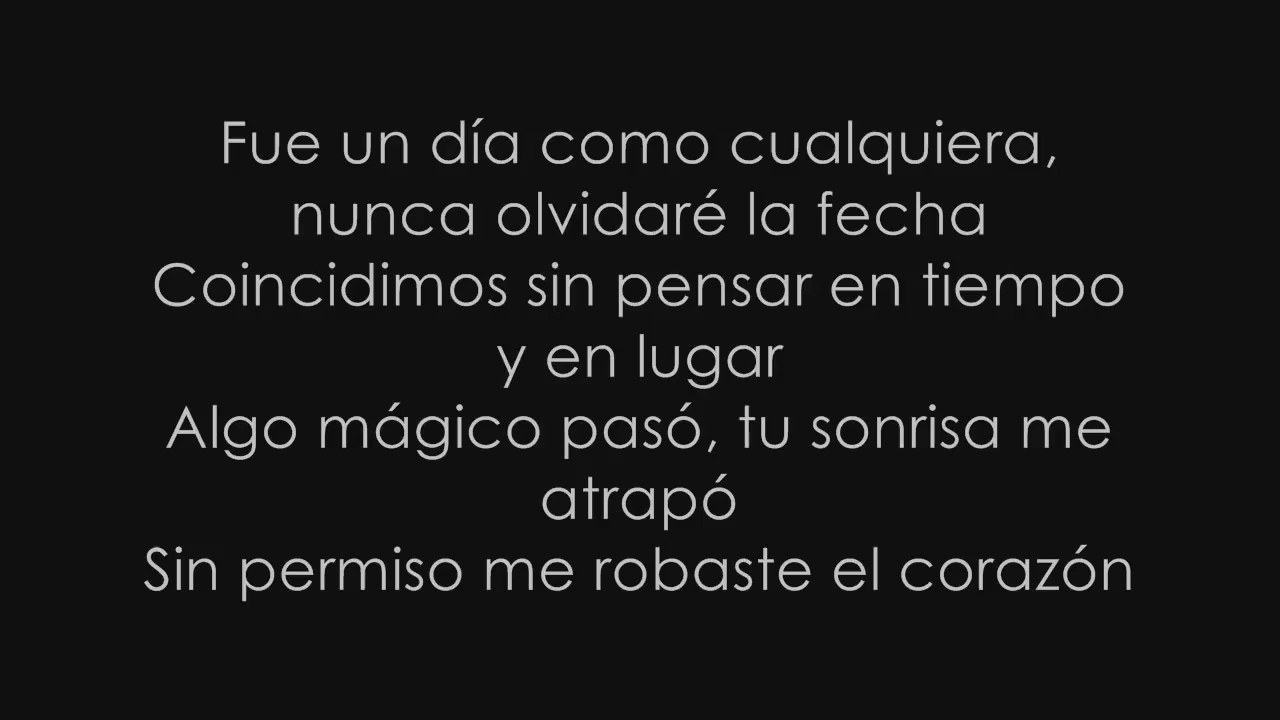 Fue un día como cualquiera,
nunca olvidaré la fecha
Coincidimos sin pensar en tiempo
y en lugar
Algo mágico pasó, tu sonrisa me
atrapó
Sin permiso me robaste el corazón